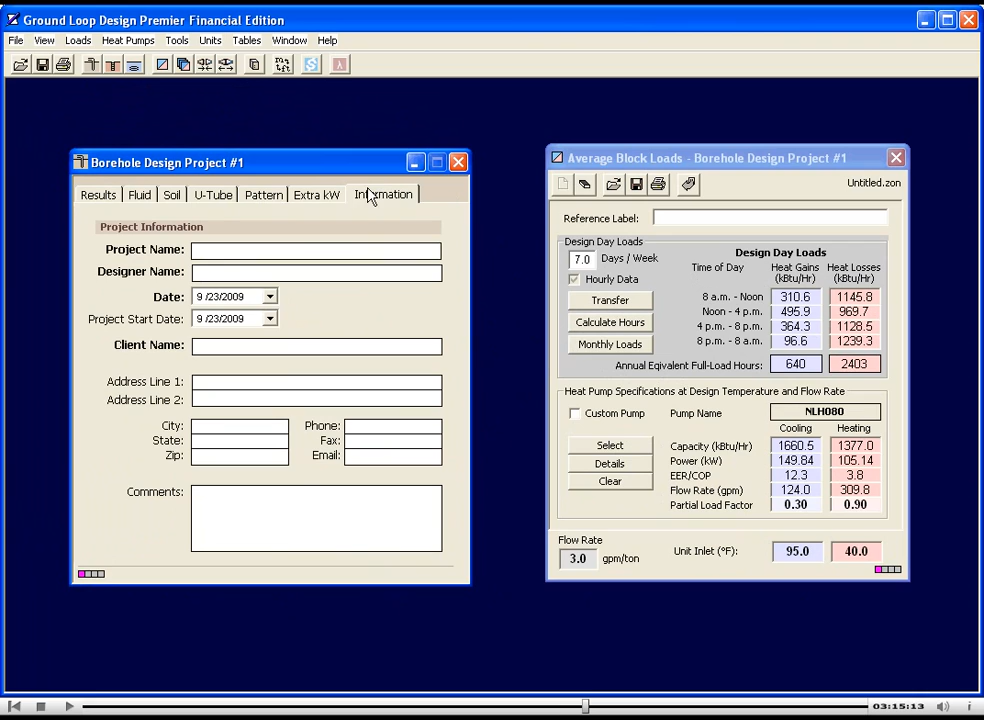 Ground Loop Design Premier Financial Edition
File View Loads Heat Pumps Tools Units Tables Window Help
Borehole Design Project #1
Results Fluid Soil U-Tube Pattern Extra kW Information
Project Information
Project Name:
Designer Name:
Date: 9 /23/2009
Project Start Date: 9 /23/2009
Client Name:
Address Line 1:
Address Line 2:
City: Phone:
State: Fax:
Zip: Email:
Comments:
Average Block Loads - Borehole Design Project #1
Untitled.zon
Reference Label:
Design Day Loads
7.0 Days / Week
Hourly Data
Transfer
Calculate Hours
Monthly Loads
Design Day Loads
Time of Day Heat Gains Heat Losses
(kBtu/Hr) (kBtu/Hr)
8 a.m. - Noon 310.6 1145.8
Noon - 4 p.m. 495.9 969.7
4 p.m. - 8 p.m. 364.3 1128.5
8 p.m. - 8 a.m. 96.6 1239.3
Annual Eqivalent Full-Load Hours: 640 2403
Heat Pump Specifications at Design Temperature and Flow Rate
Custom Pump Pump Name NLH080
Cooling Heating
Select
Details
Clear
Capacity (kBtu/Hr) 1660.5 1377.0
Power (kW) 149.84 105.14
EER/COP 12.3 3.8
Flow Rate (gpm) 124.0 309.8
Partial Load Factor 0.30 0.90
Flow Rate
3.0 gpm/ton
Unit Inlet (°F): 95.0 40.0
03:15:13